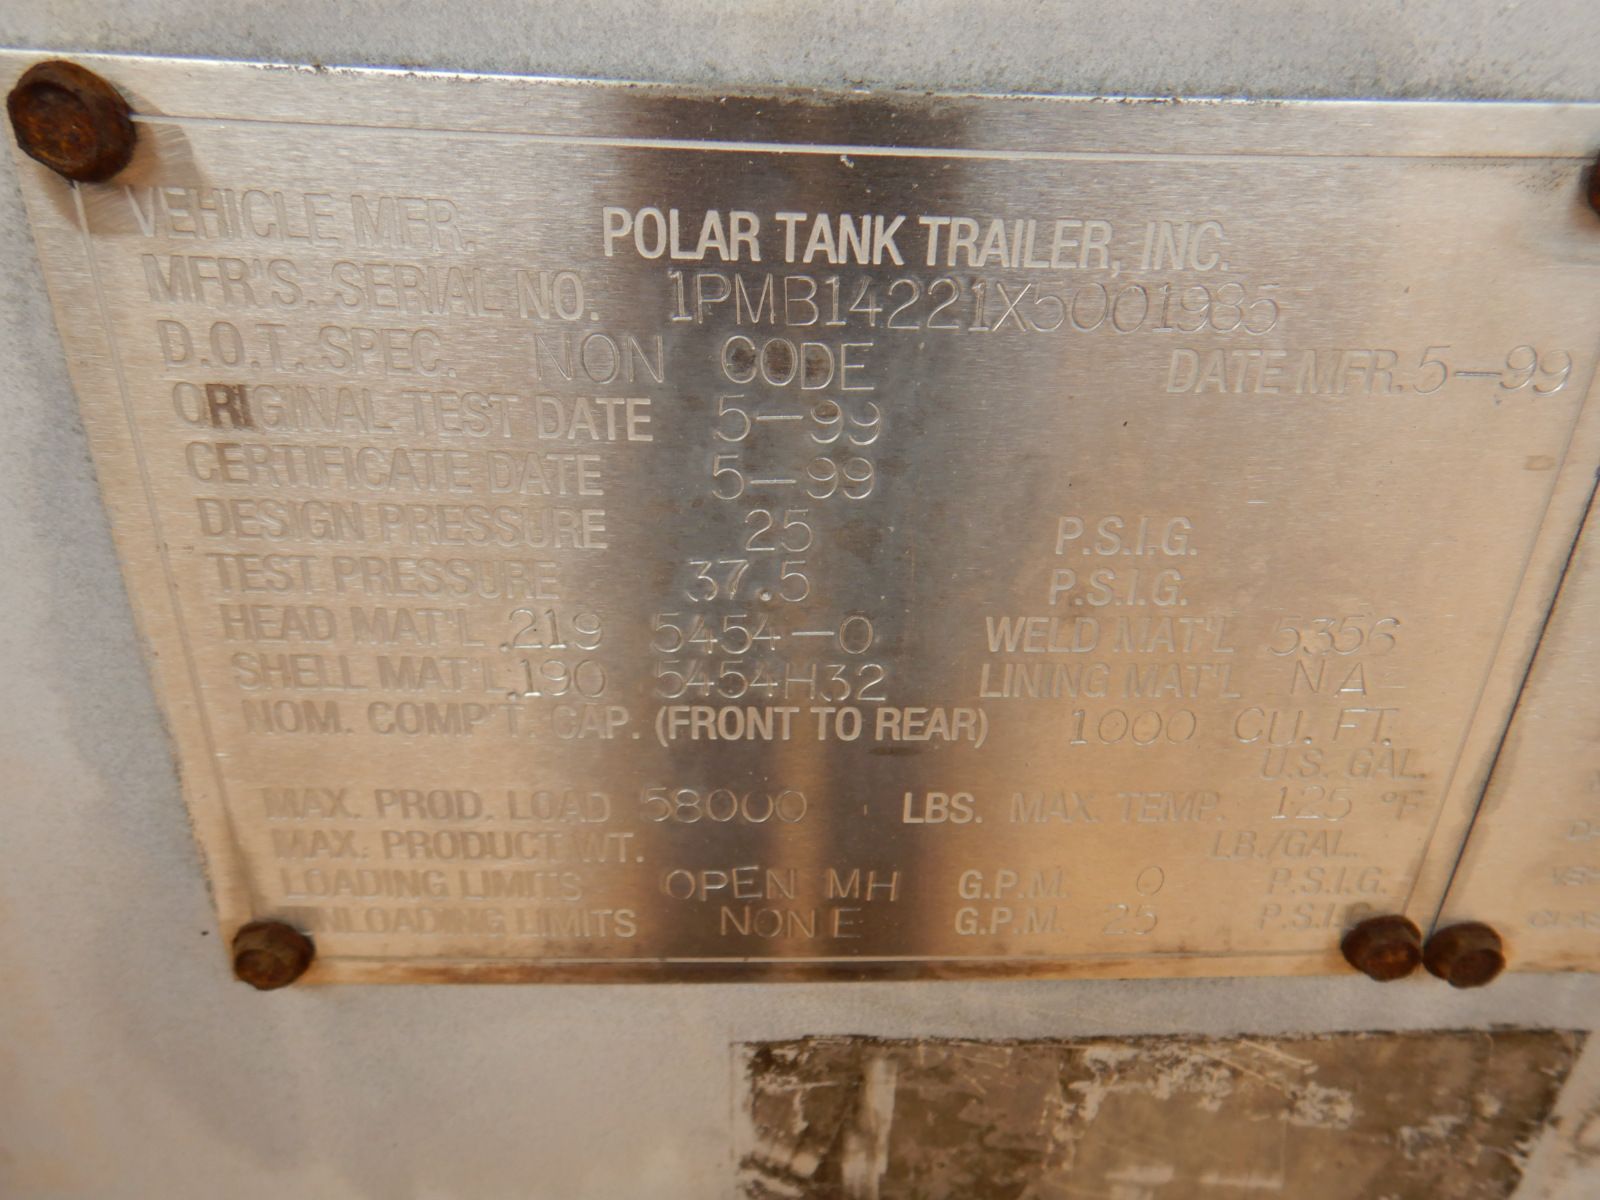 VEHICLE MFR. POLAR TANK TRAILER, INC.
MFR'S. SERIAL NO. 1PMB14221X5001985
D.O.T. SPEC. NON CODE DATE MFR. 5-99
ORIGINAL TEST DATE 5-99
CERTIFICATE DATE 5-99
DESIGN PRESSURE 25 P.S.I.G.
TEST PRESSURE 37.5 P.S.I.G.
HEAD MAT'L .219 5454-0 WELD MAT'L 5356
SHELL MAT'L .190 5454H32 LINING MAT'L NA
NOM. COMP'T. CAP. (FRONT TO REAR) 1000 CU. FT.
U.S. GAL.
MAX. PROD. LOAD 58000 LBS. MAX. TEMP. 125 °F
MAX. PRODUCT WT. LB./GAL.
LOADING LIMITS OPEN MH G.P.M. 0 P.S.I.G.
UNLOADING LIMITS NONE G.P.M. 25 P.S.I.G.